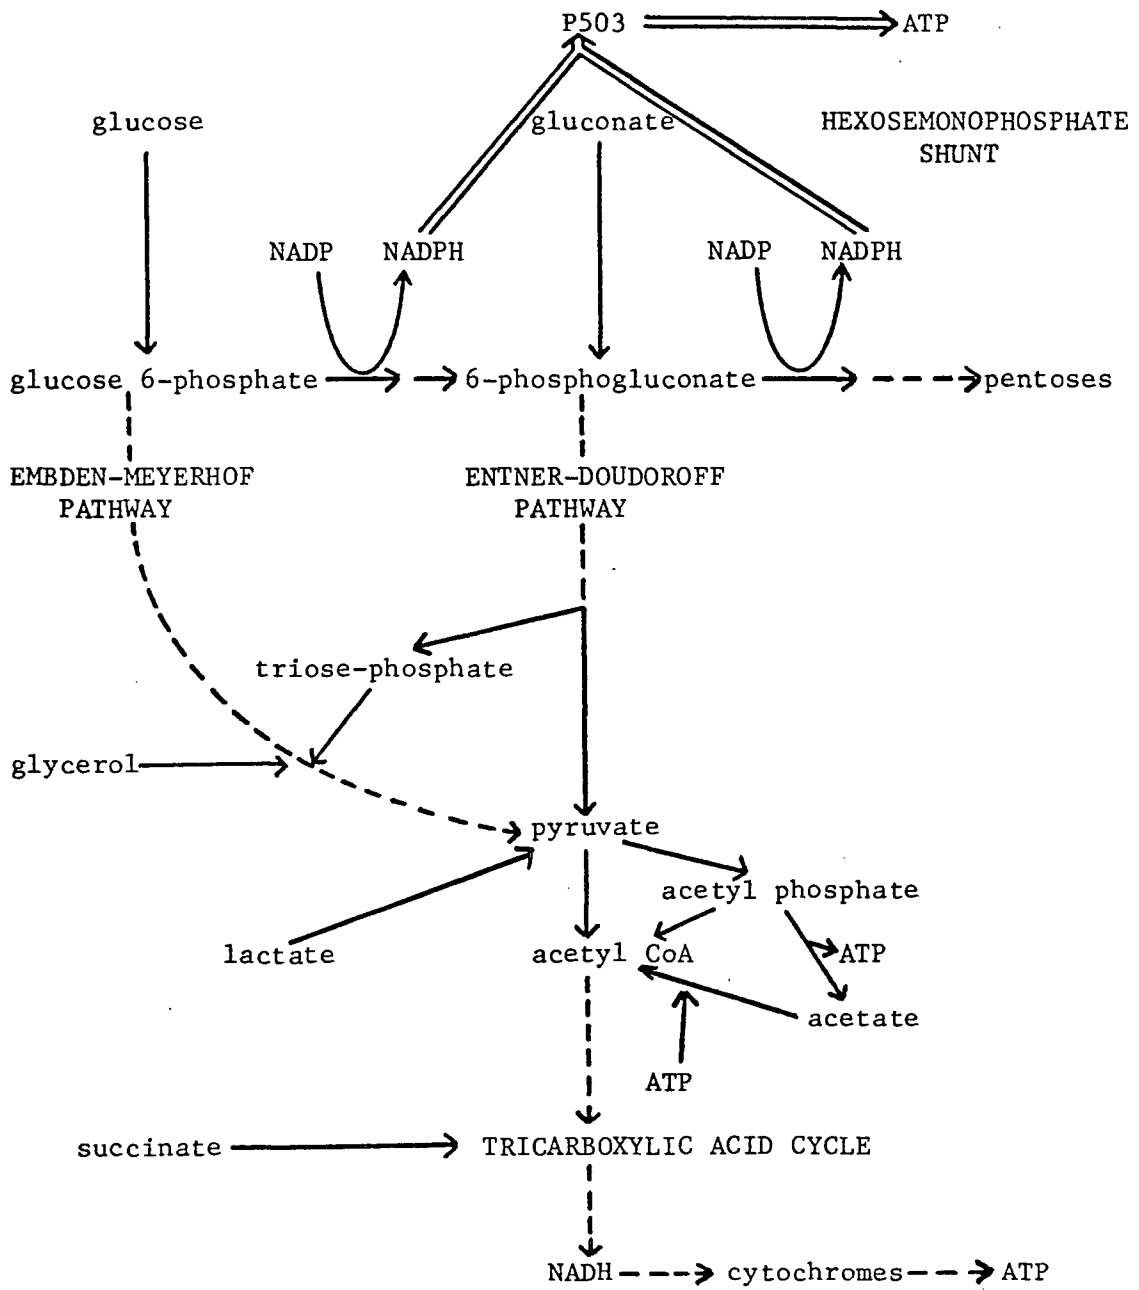 P503 ATP
glucose gluconate HEXOSEMONOPHOSPHATE
SHUNT
NADP NADPH NADP NADPH
glucose 6-phosphate 6-phosphogluconate pentoses
EMBDEN-MEYERHOF ENTNER-DOUDOROFF
PATHWAY PATHWAY
triose-phosphate
glycerol
pyruvate
acetyl phosphate
lactate acetyl CoA ATP
acetate
ATP
succinate TRICARBOXYLIC ACID CYCLE
NADH cytochromes ATP